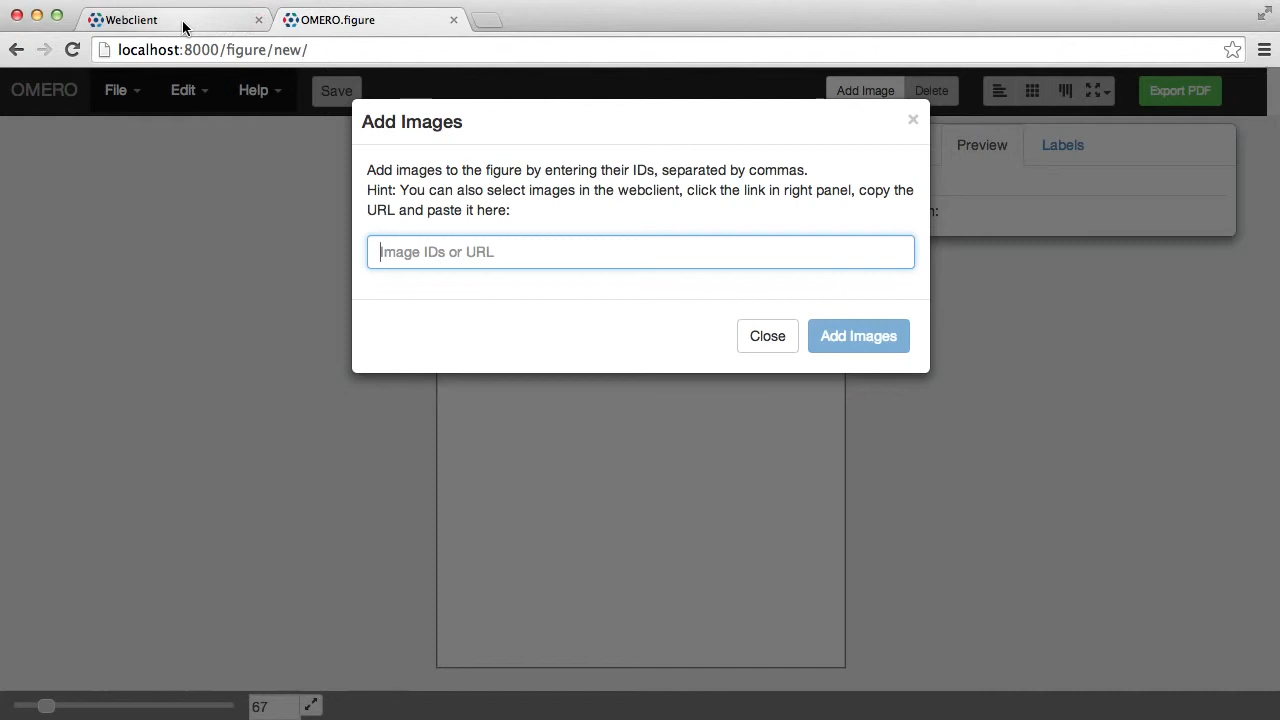 Webclient
OMERO.figure
localhost:8000/figure/new/
OMERO File Edit Help Save Add Image Delete Export PDF
Add Images
Preview Labels
Add images to the figure by entering their IDs, separated by commas.
Hint: You can also select images in the webclient, click the link in right panel, copy the
URL and paste it here:
Image IDs or URL
Close Add Images
67